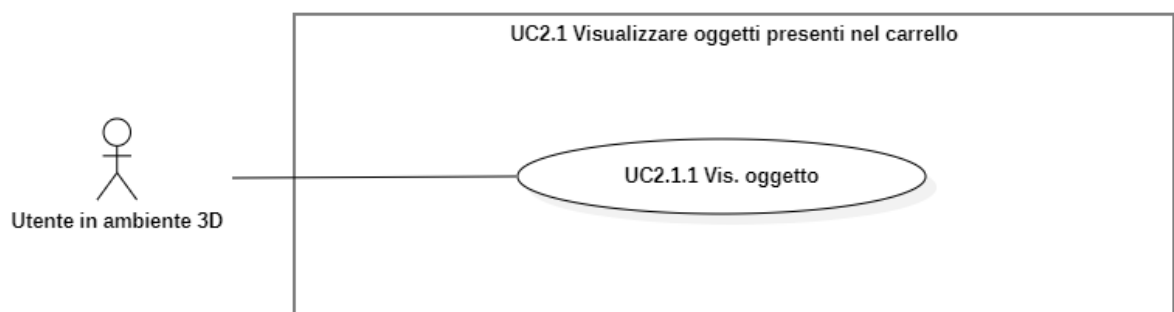 UC2.1 Visualizzare oggetti presenti nel carrello
UC2.1.1 Vis. oggetto
Utente in ambiente 3D